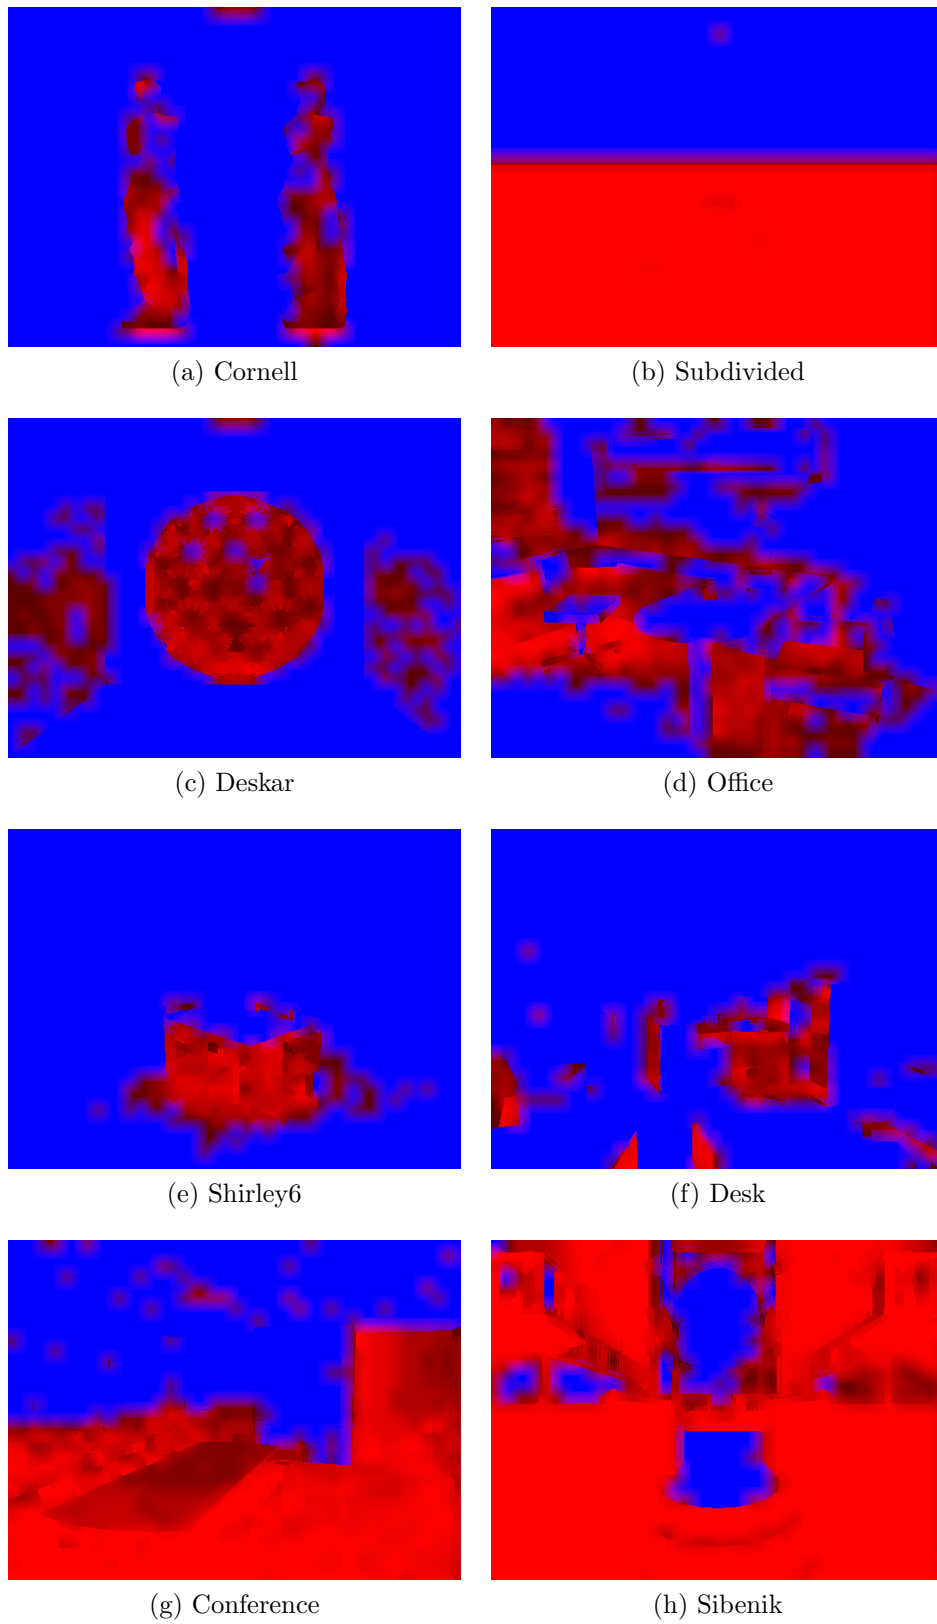 (a) Cornell
(b) Subdivided
(c) Deskar
(d) Office
(e) Shirley6
(f) Desk
(g) Conference
(h) Sibenik